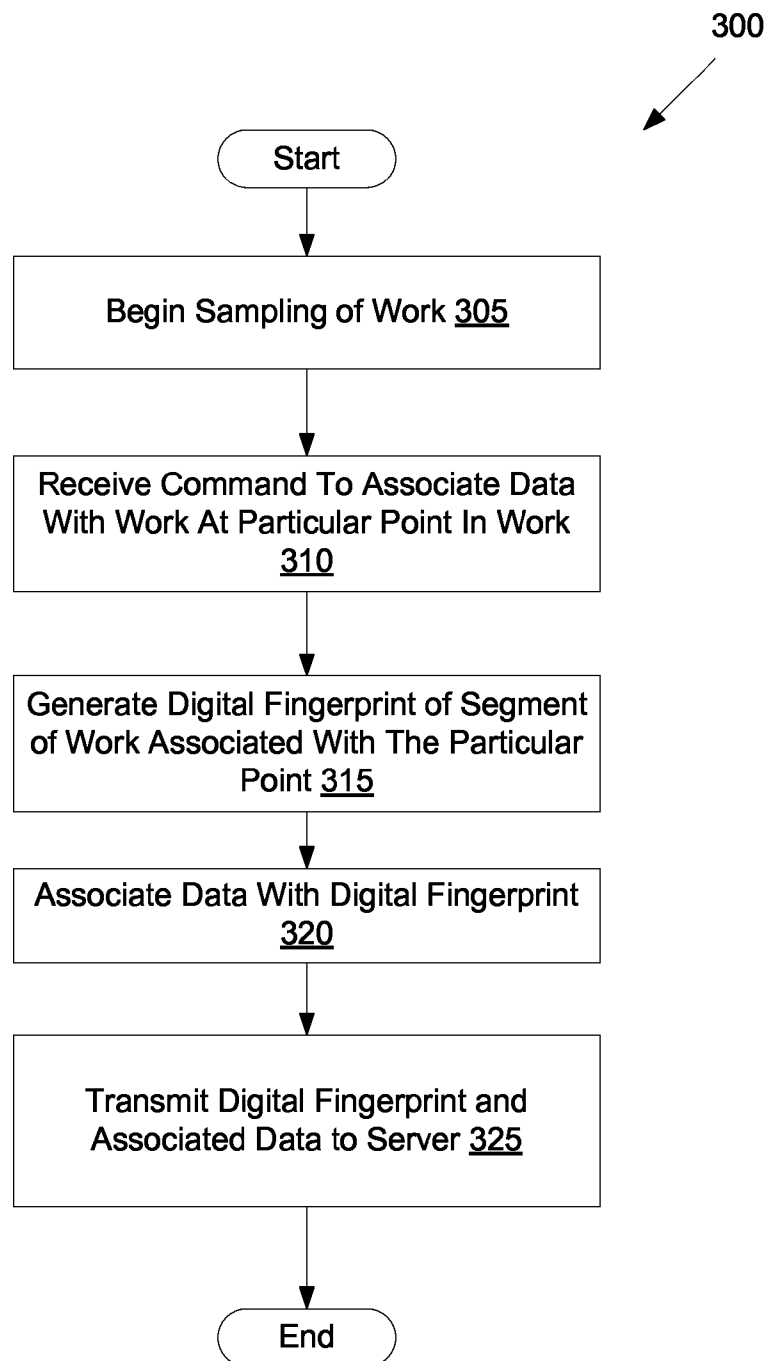 300
Start
Begin Sampling of Work 305
Receive Command To Associate Data
With Work At Particular Point In Work
310
Generate Digital Fingerprint of Segment
of Work Associated With The Particular
Point 315
Associate Data With Digital Fingerprint
320
Transmit Digital Fingerprint and
Associated Data to Server 325
End